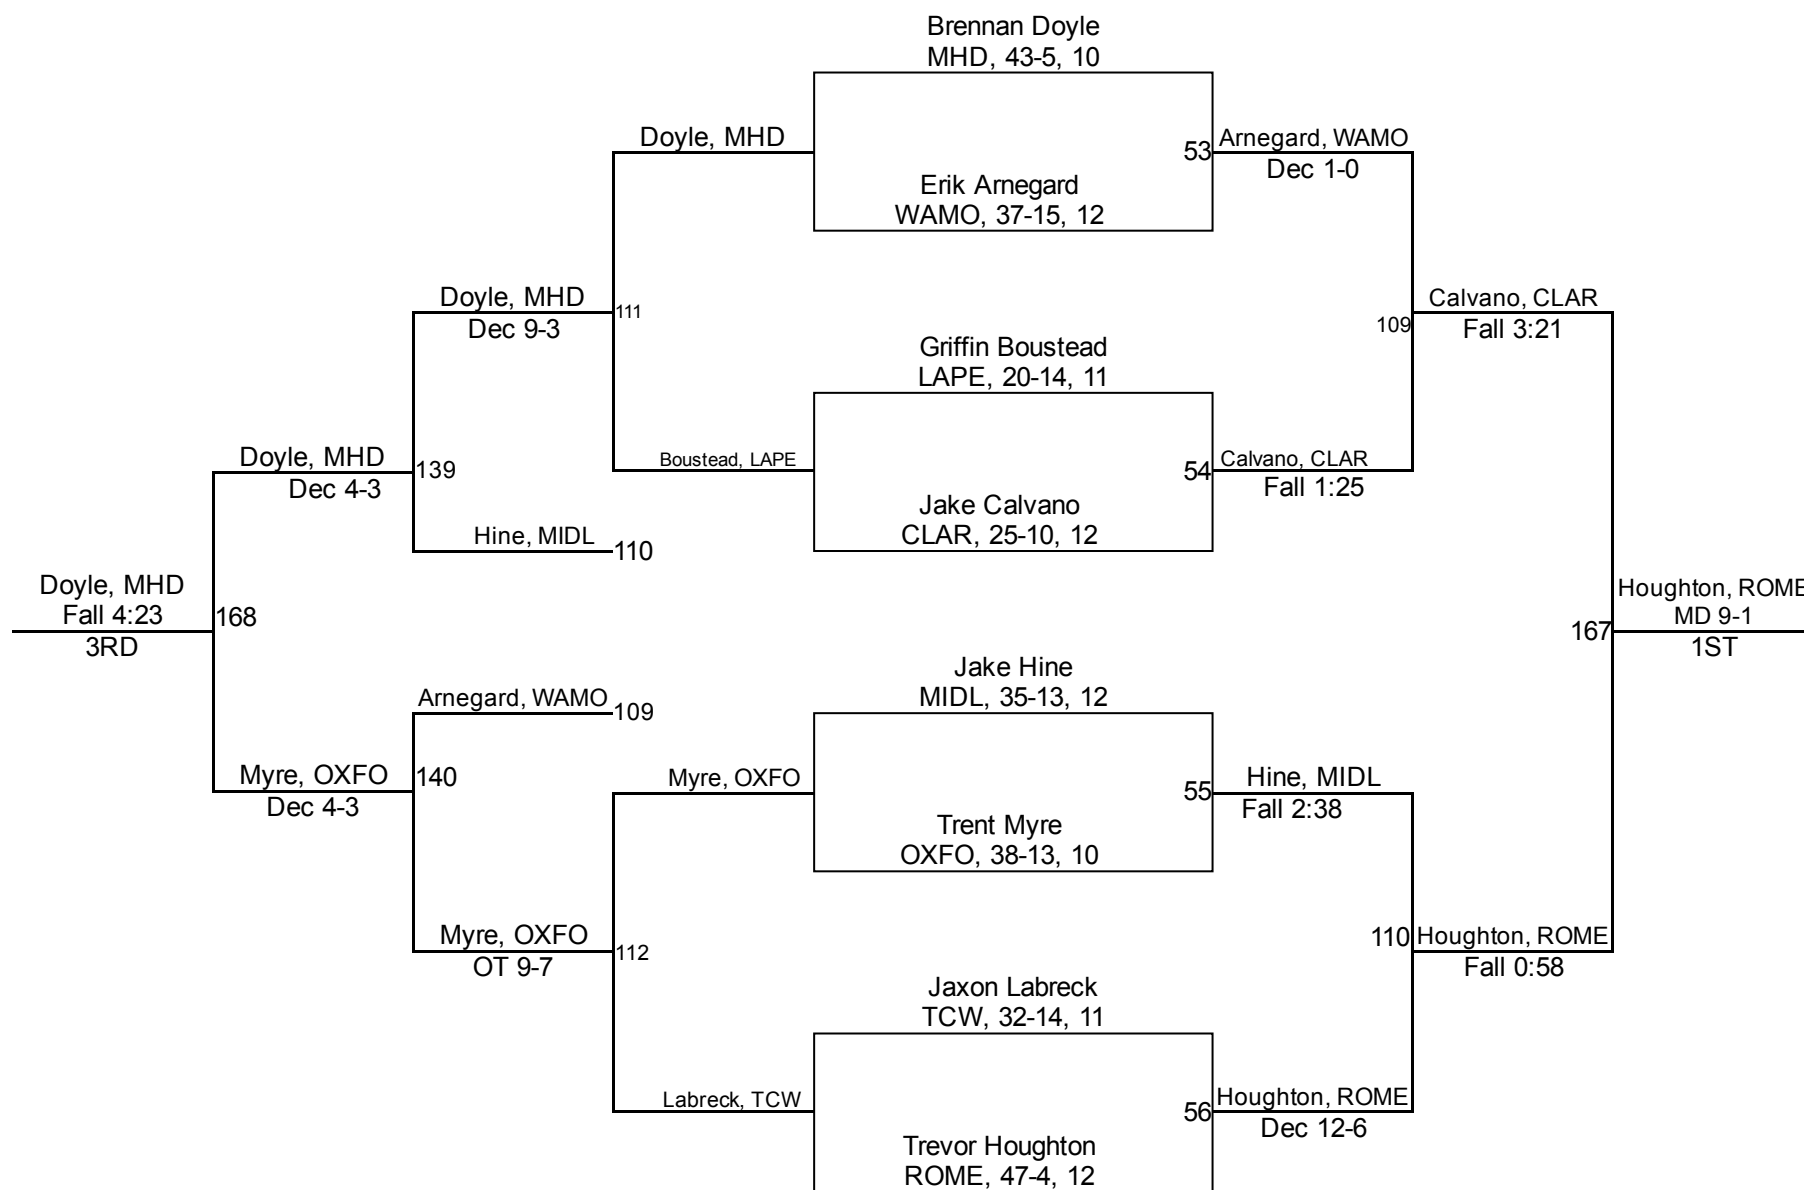 Brennan Doyle
MHD, 43-5, 10
Doyle, MHD
53
Arnegard, WAMO
Dec 1-0
Erik Arnegard
WAMO, 37-15, 12
Doyle, MHD
Dec 9-3
111
109
Calvano, CLAR
Fall 3:21
Griffin Boustead
LAPE, 20-14, 11
Doyle, MHD
Dec 4-3
139
Boustead, LAPE
54
Calvano, CLAR
Fall 1:25
Jake Calvano
CLAR, 25-10, 12
Hine, MIDL
110
Doyle, MHD
Fall 4:23
3RD
168
167
Houghton, ROME
MD 9-1
1ST
Jake Hine
MIDL, 35-13, 12
Arnegard, WAMO
109
Myre, OXFO
Dec 4-3
140
Myre, OXFO
55
Hine, MIDL
Fall 2:38
Trent Myre
OXFO, 38-13, 10
Myre, OXFO
OT 9-7
112
110
Houghton, ROME
Fall 0:58
Jaxon Labreck
TCW, 32-14, 11
Labreck, TCW
56
Houghton, ROME
Dec 12-6
Trevor Houghton
ROME, 47-4, 12